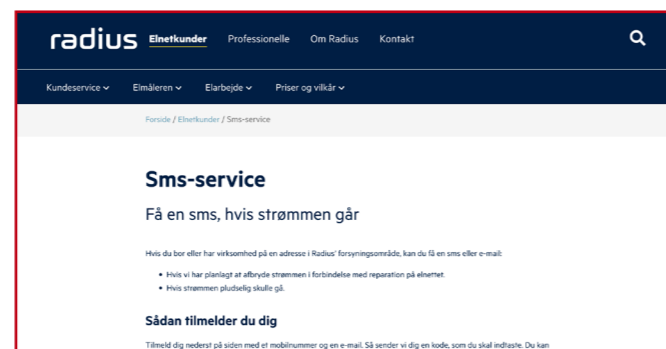 radius Elnetkunder Professionelle Om Radius Kontakt
Kundeservice Elmåleren Elarbejde Priser og vilkår
Forside / Elnetkunder / Sms-service
Sms-service
Få en sms, hvis strømmen går
Hvis du bor eller har virksomhed på en adresse i Radius' forsyningsområde, kan du få en sms eller e-mail:
• Hvis vi har planlagt at afbryde strømmen i forbindelse med reparation på elnettet.
• Hvis strømmen pludselig skulle gå.
Sådan tilmelder du dig
Tilmeld dig nederst på siden med et mobilnummer og en e-mail. Så sender vi dig en kode, som du skal indtaste. Du kan